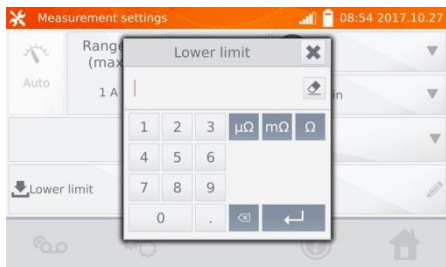 Measurement settings 08:54 2017.10.27
Range
(max
Auto
1 A
in
Lower limit
Lower limit
1 2 3 µΩ mΩ Ω
4 5 6
7 8 9
0 .